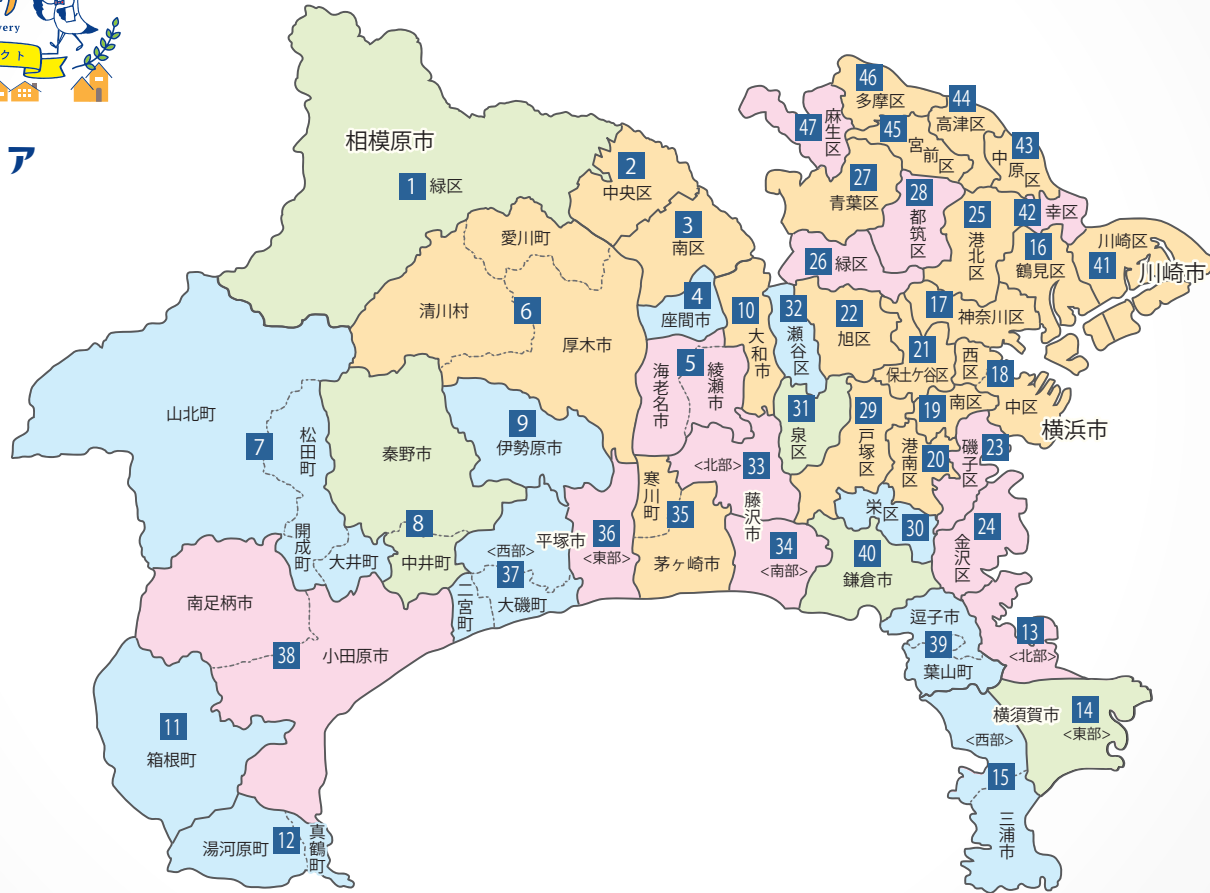 very
クト
ア
相模原市
1 緑区
2
中央区
3
南区
4
座間市
5
海老名市
綾瀬市
愛川町
清川村
6
厚木市
山北町
7
松田町
開成町
大井町
秦野市
8
中井町
9
伊勢原市
10
大和市
11
箱根町
湯河原町
12
真鶴町
13
<北部>
横須賀市
14
<東部>
<西部>
15
三浦市
16
鶴見区
17
神奈川区
西区
18
中区
横浜市
19
南区
港南区
20
21
保土ケ谷区
22
旭区
磯子区
23
24
金沢区
25
港北区
26 緑区
27
青葉区
28
都筑区
29
戸塚区
栄区
30
31
泉区
32
瀬谷区
<北部>
33
藤沢市
34
<南部>
寒川町
35
茅ヶ崎市
36
<東部>
平塚市
<西部>
37
二宮町
大磯町
南足柄市
38
小田原市
逗子市
39
葉山町
40
鎌倉市
川崎区
41
川崎市
42 幸区
43
中原区
44
高津区
45
宮前区
46
多摩区
47
麻生区